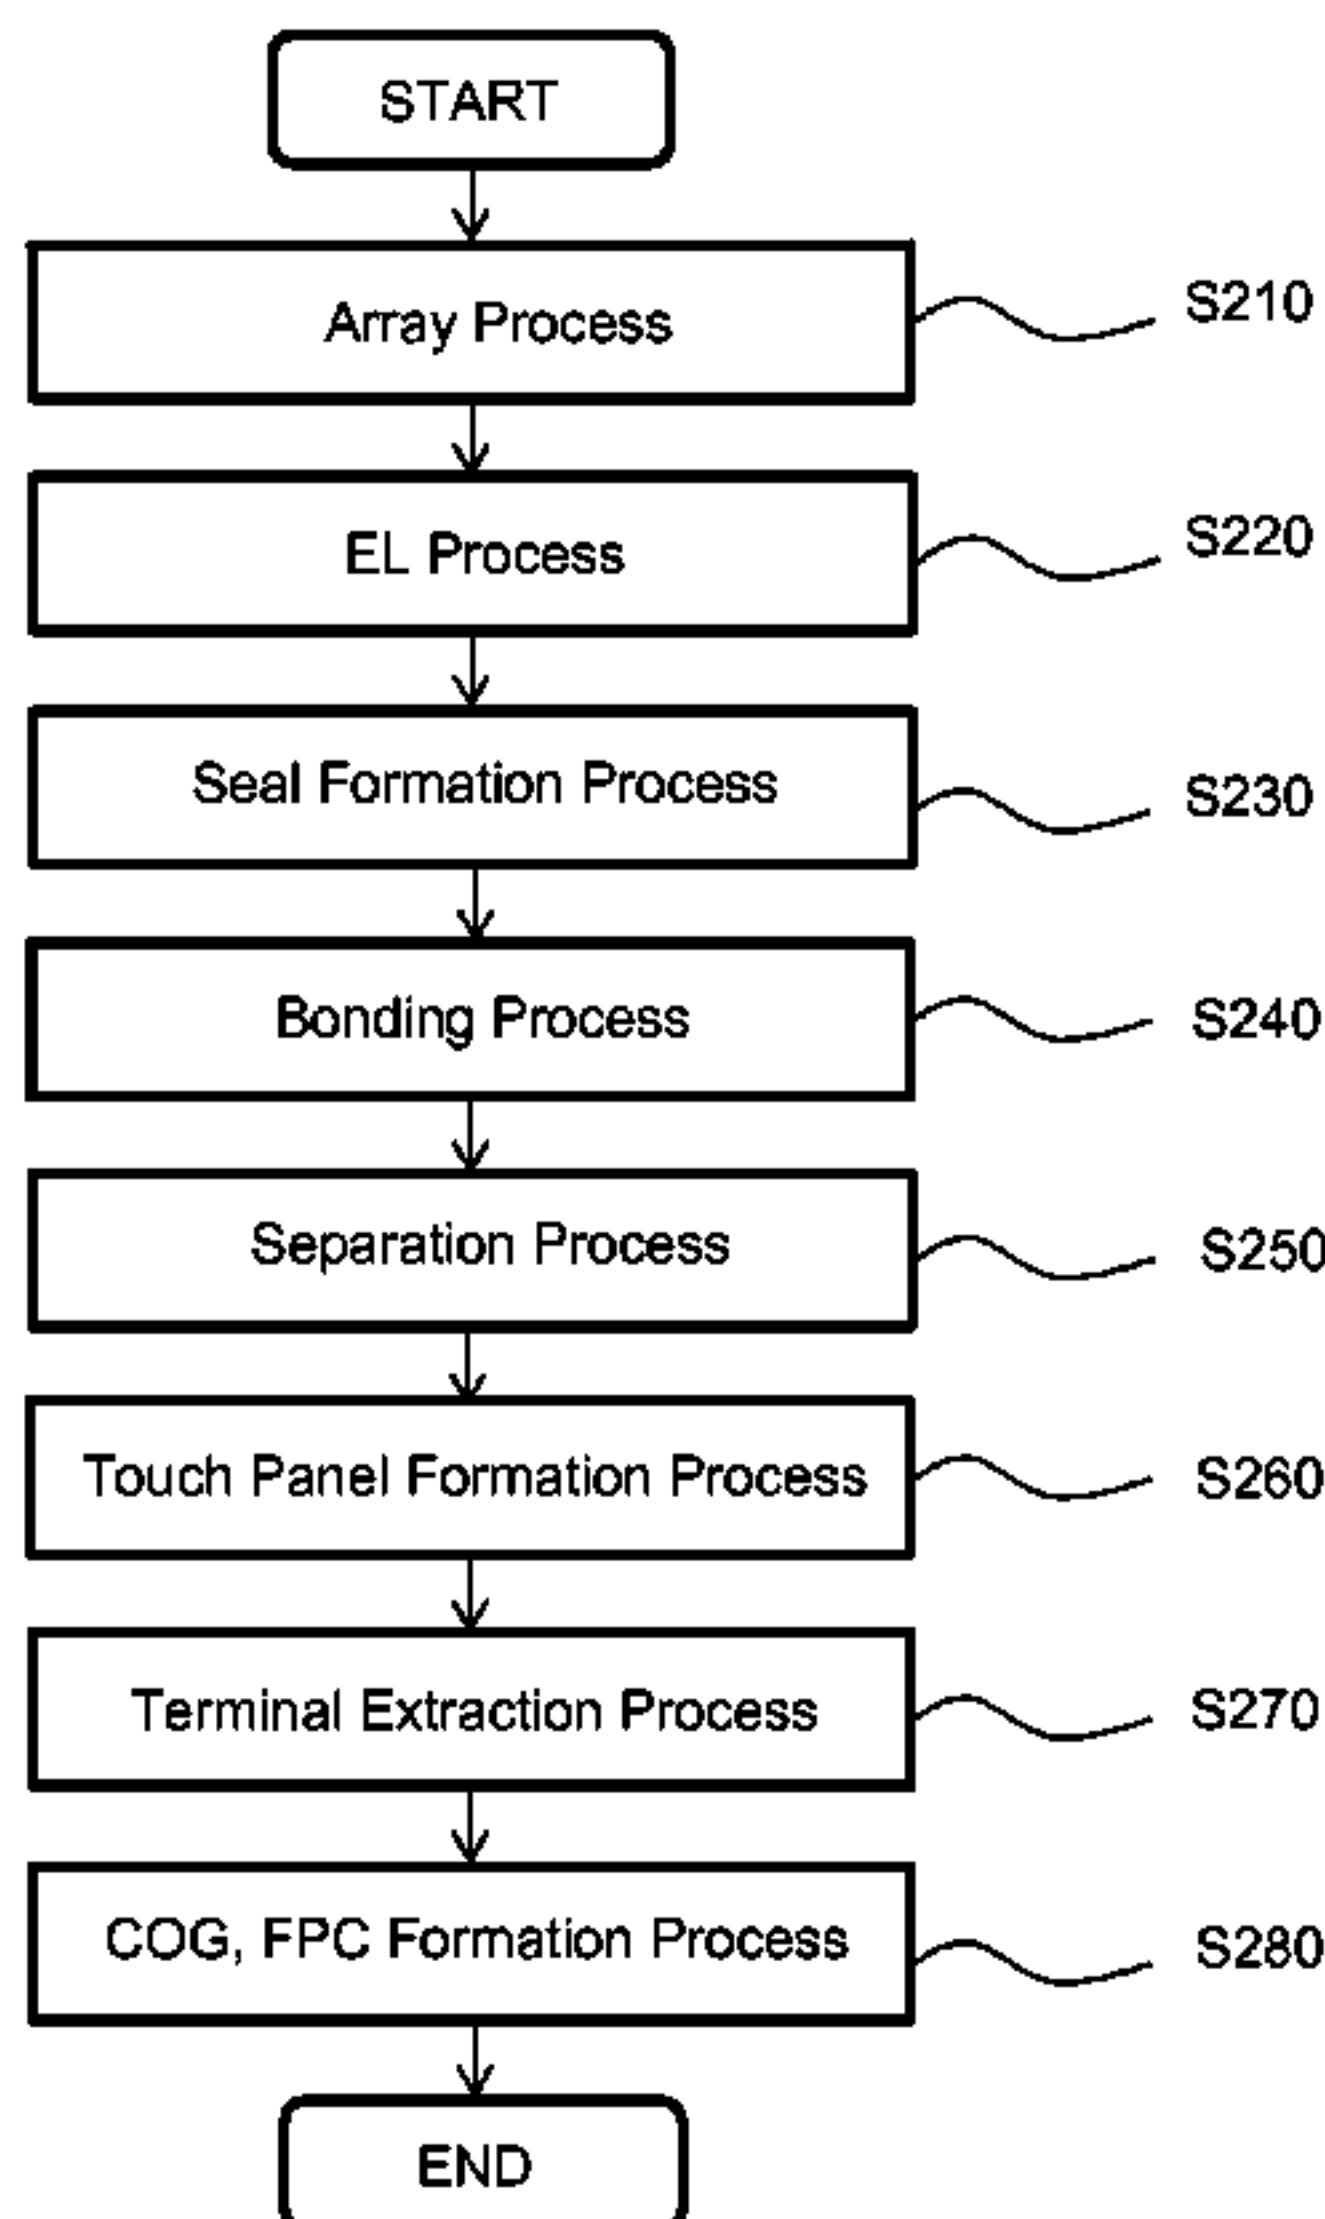 START
Array Process
S210
EL Process
S220
Seal Formation Process
S230
Bonding Process
S240
Separation Process
S250
Touch Panel Formation Process
S260
Terminal Extraction Process
S270
COG, FPC Formation Process
S280
END